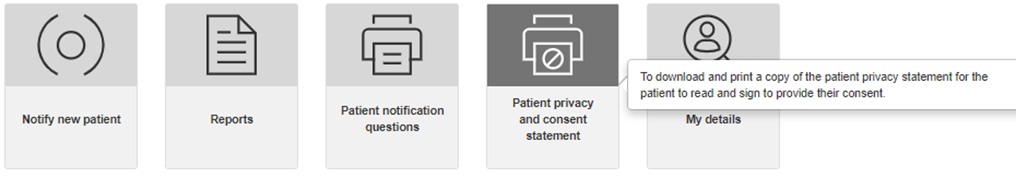 Notify new patient
Reports
Patient notification
questions
Patient privacy
and consent
statement
To download and print a copy of the patient privacy statement for the
patient to read and sign to provide their consent.
My details